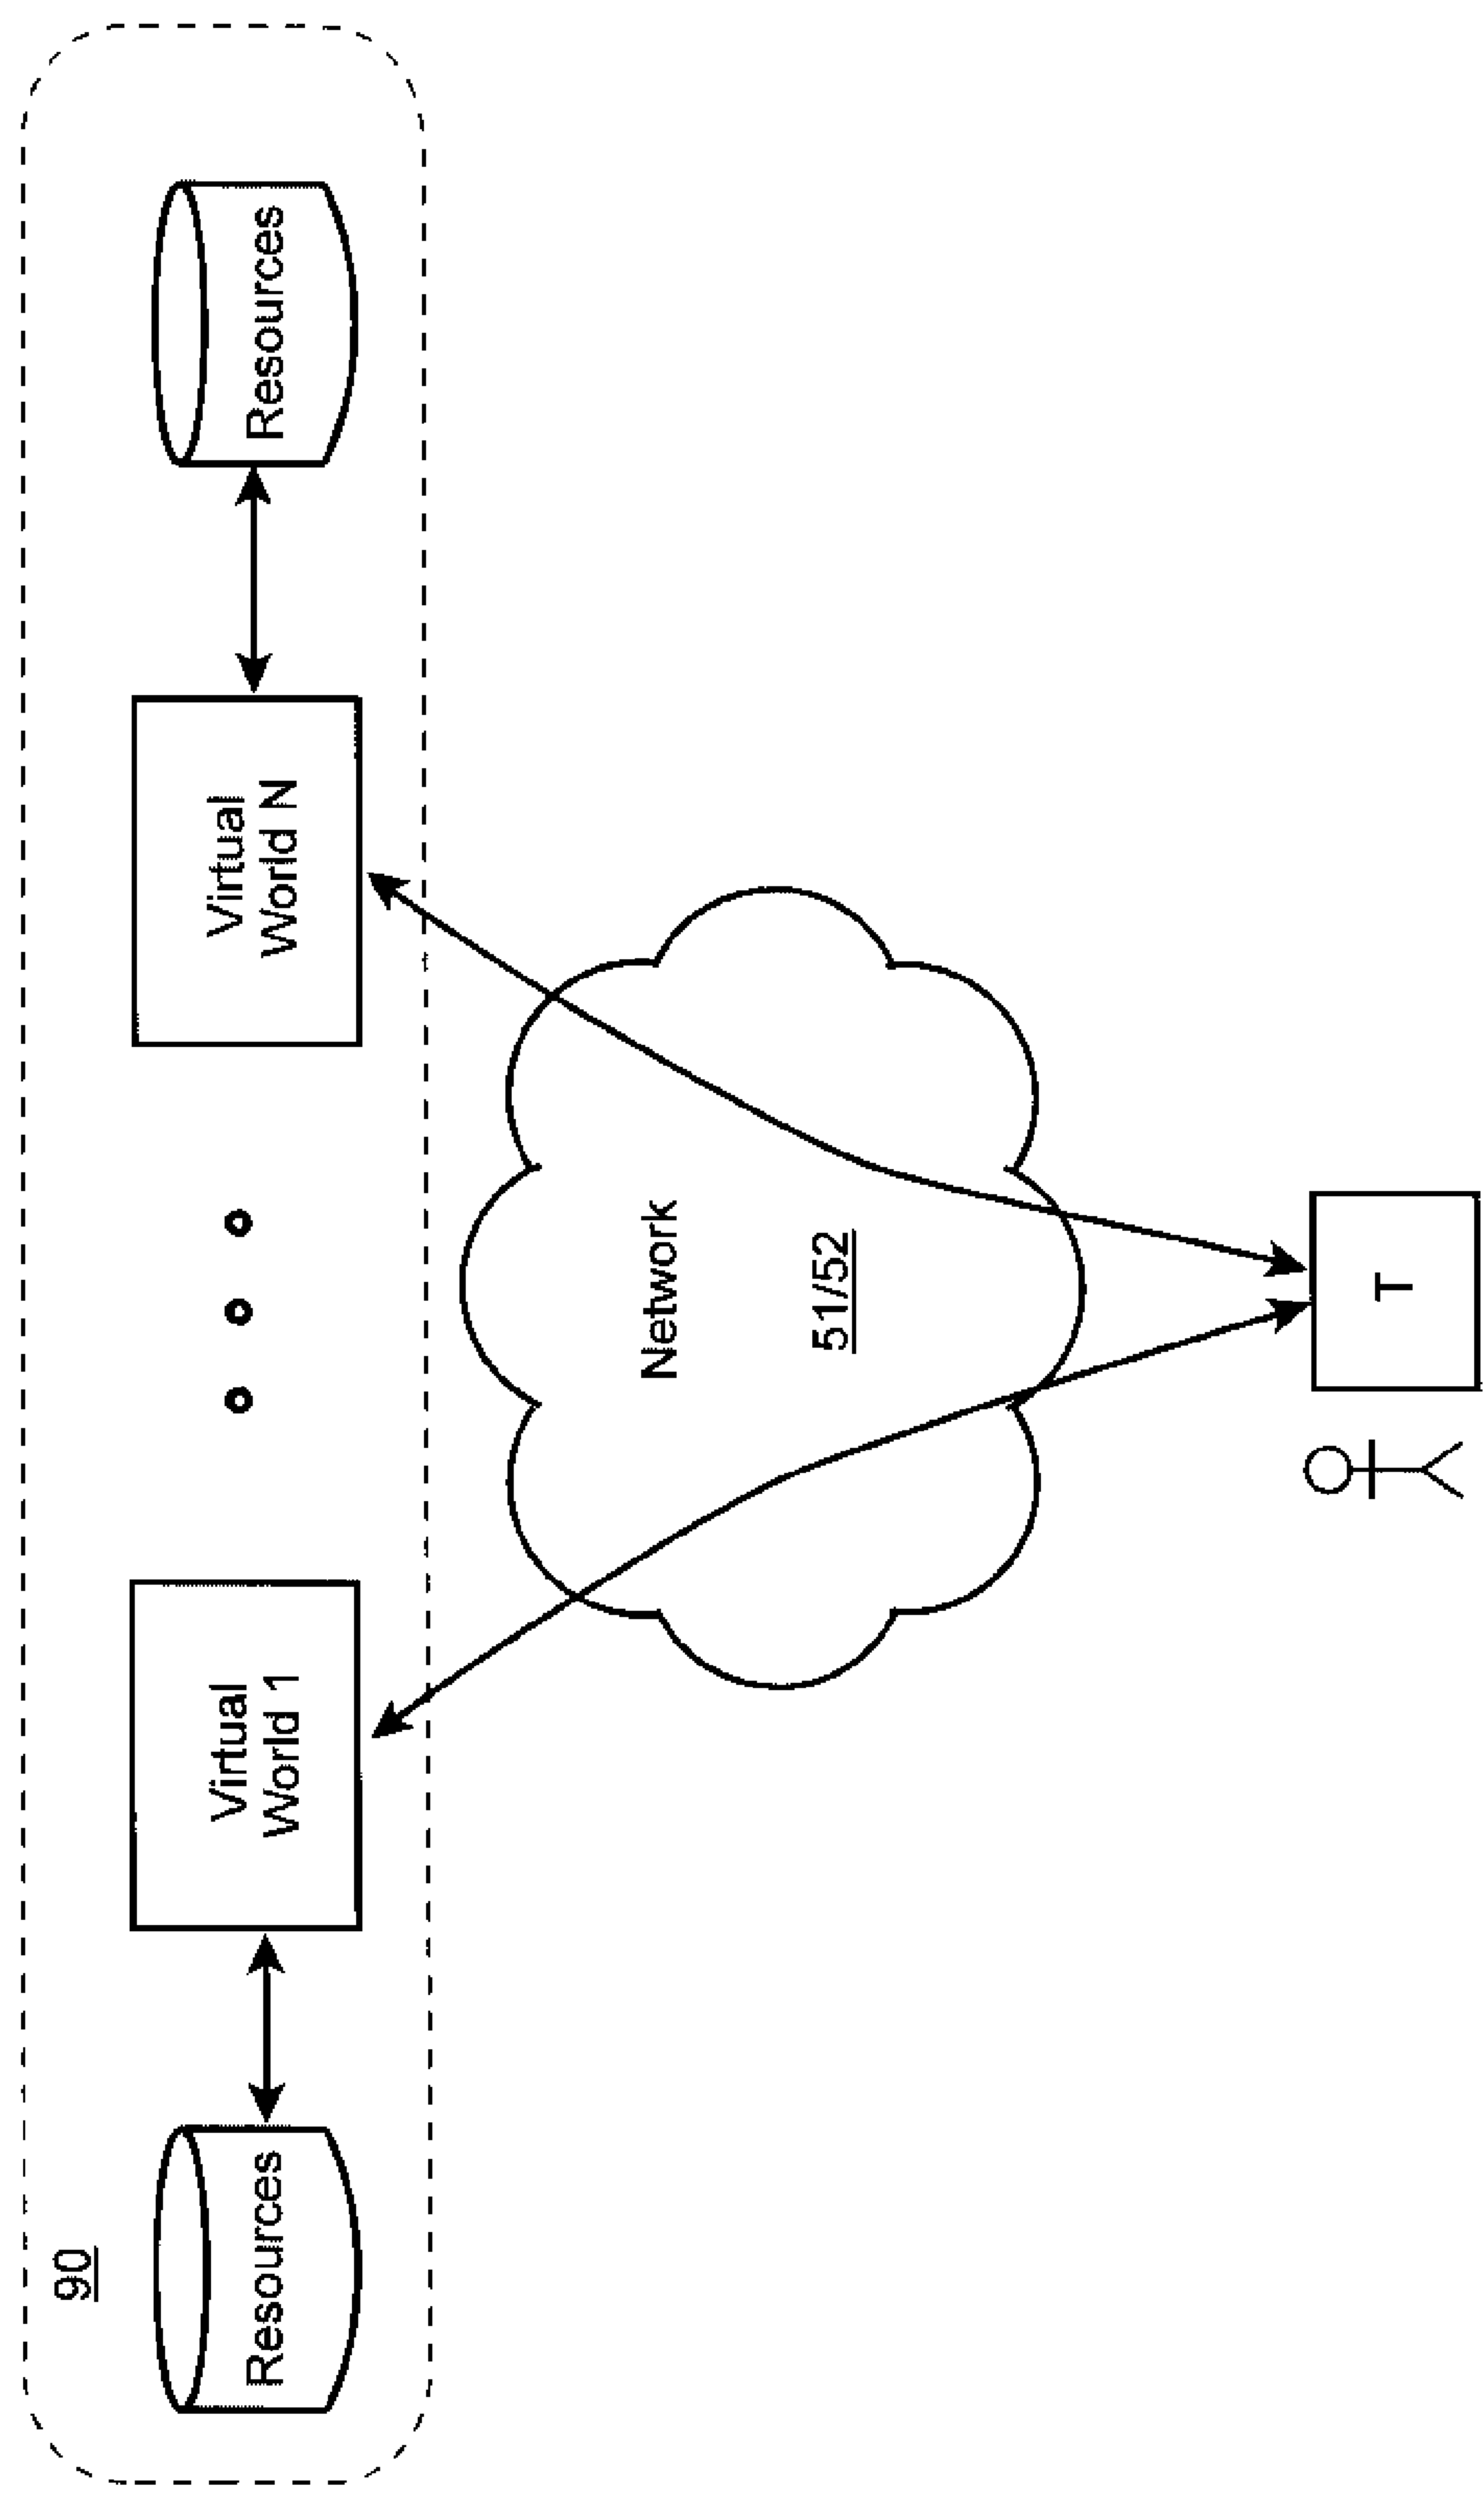 90
Resources
Virtual
World 1
Virtual
World N
Resources
Network
51/52
T